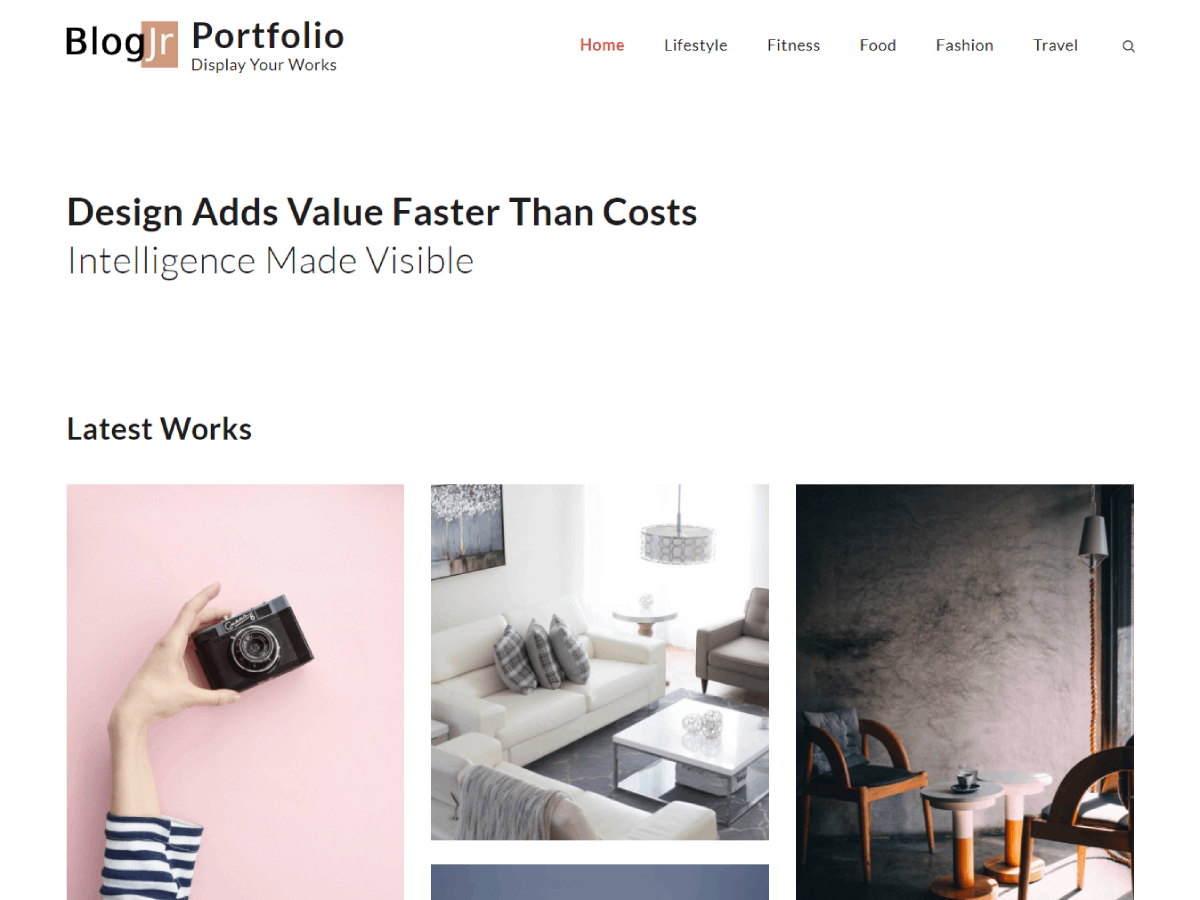 BlogJr Portfolio
Display Your Works
Home Lifestyle Fitness Food Fashion Travel
Design Adds Value Faster Than Costs
Intelligence Made Visible
Latest Works